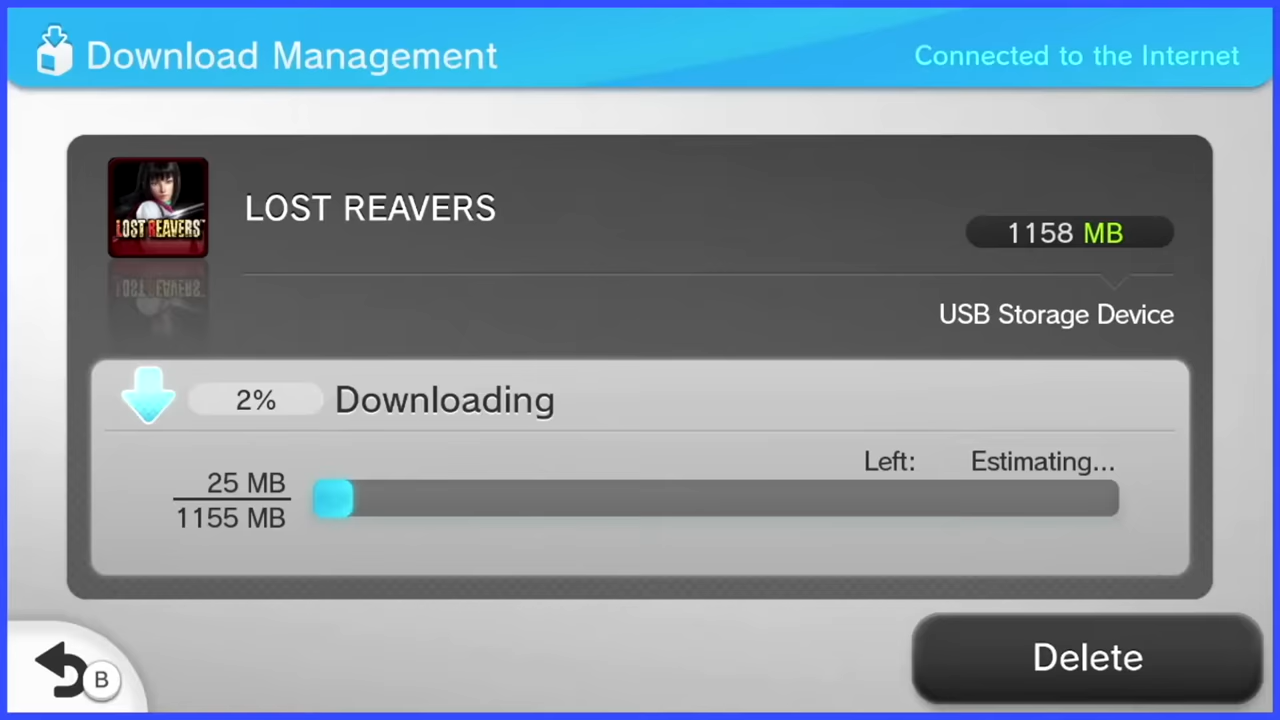 Download Management
Connected to the Internet
LOST REAVERS™
LOST REAVERS
1158 MB
USB Storage Device
2%
Downloading
Left: Estimating...
25 MB
1155 MB
B
Delete